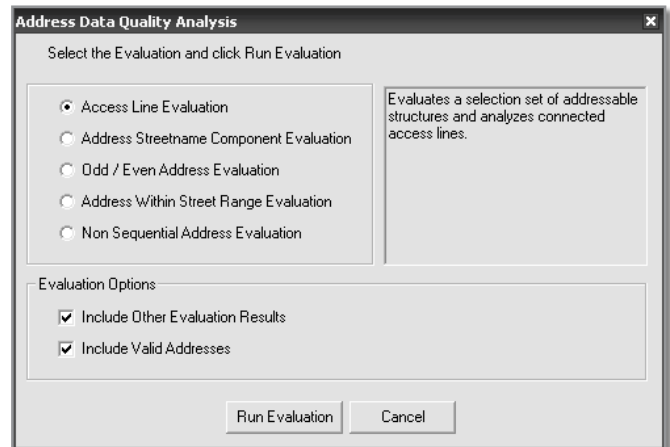 Address Data Quality Analysis
Select the Evaluation and click Run Evaluation
Access Line Evaluation
Address Streetname Component Evaluation
Odd / Even Address Evaluation
Address Within Street Range Evaluation
Non Sequential Address Evaluation
Evaluates a selection set of addressable
structures and analyzes connected
access lines.
Evaluation Options
Include Other Evaluation Results
Include Valid Addresses
Run Evaluation
Cancel